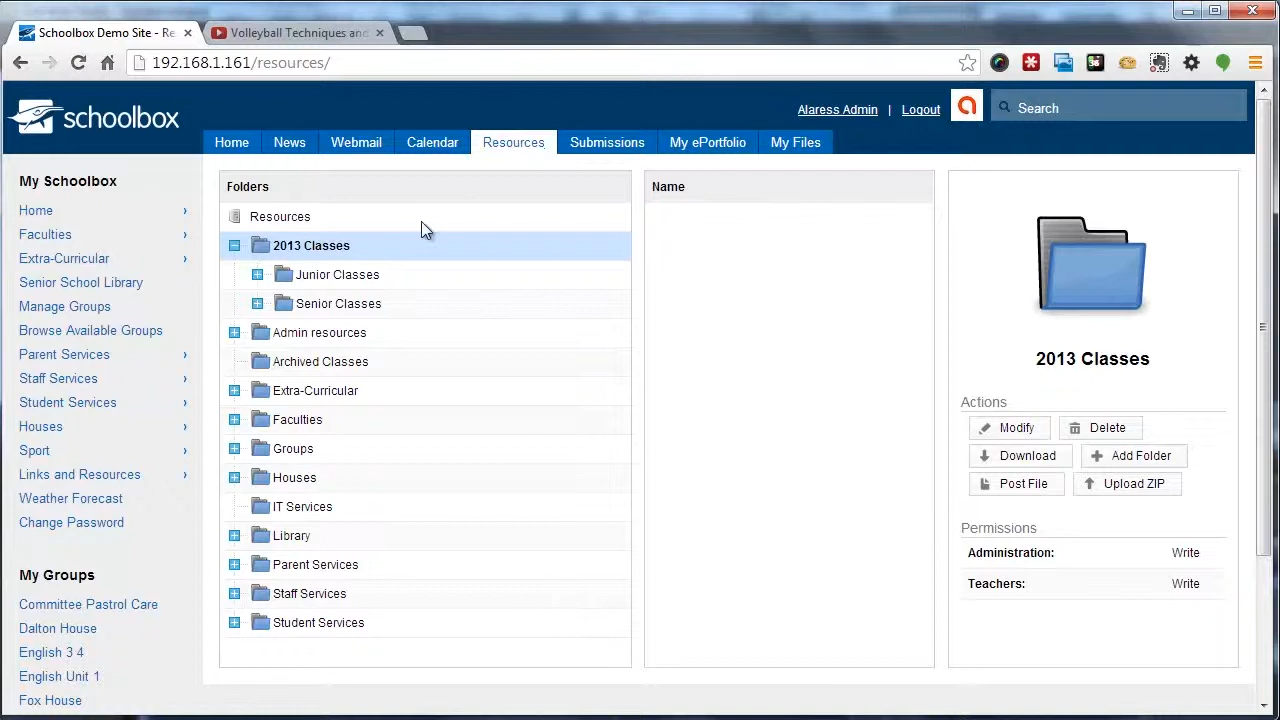 Schoolbox Demo Site - Re
Volleyball Techniques and
192.168.1.161/resources/
schoolbox
Alaress Admin | Logout
Search
Home News Webmail Calendar Resources Submissions My ePortfolio My Files
My Schoolbox
Home
Faculties
Extra-Curricular
Senior School Library
Manage Groups
Browse Available Groups
Parent Services
Staff Services
Student Services
Houses
Sport
Links and Resources
Weather Forecast
Change Password
My Groups
Committee Pastrol Care
Dalton House
English 3 4
English Unit 1
Fox House
Folders
Resources
2013 Classes
Junior Classes
Senior Classes
Admin resources
Archived Classes
Extra-Curricular
Faculties
Groups
Houses
IT Services
Library
Parent Services
Staff Services
Student Services
Name
2013 Classes
Actions
Modify Delete
Download Add Folder
Post File Upload ZIP
Permissions
Administration: Write
Teachers: Write